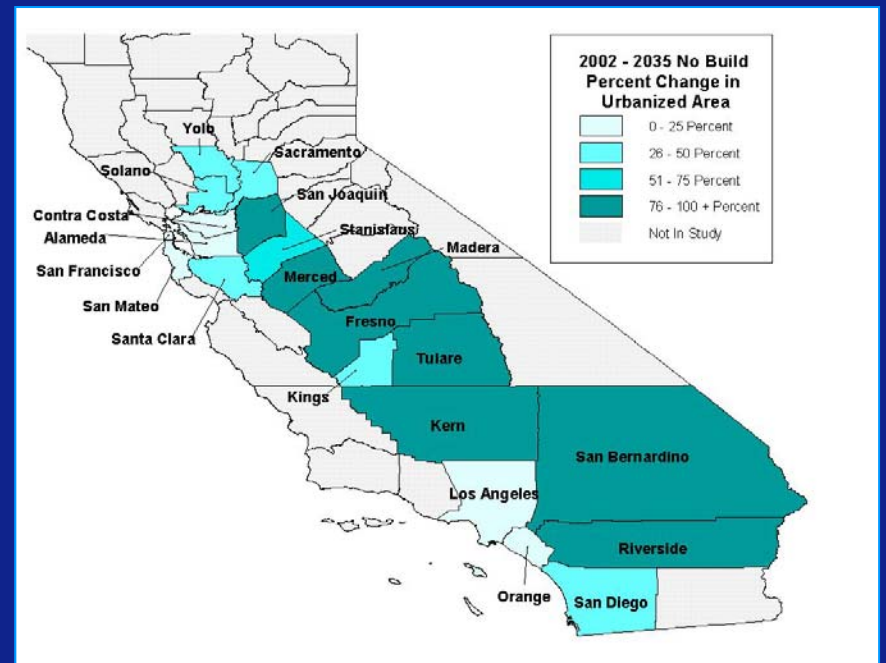 2002 - 2035 No Build
Percent Change in
Urbanized Area
0 - 25 Percent
26 - 50 Percent
51 - 75 Percent
76 - 100 + Percent
Not In Study
Yolo
Sacramento
Solano
San Joaquin
Contra Costa
Stanislaus
Alameda
Madera
San Francisco
Merced
San Mateo
Fresno
Santa Clara
Tulare
Kings
Kern
San Bernardino
Los Angeles
Riverside
Orange
San Diego